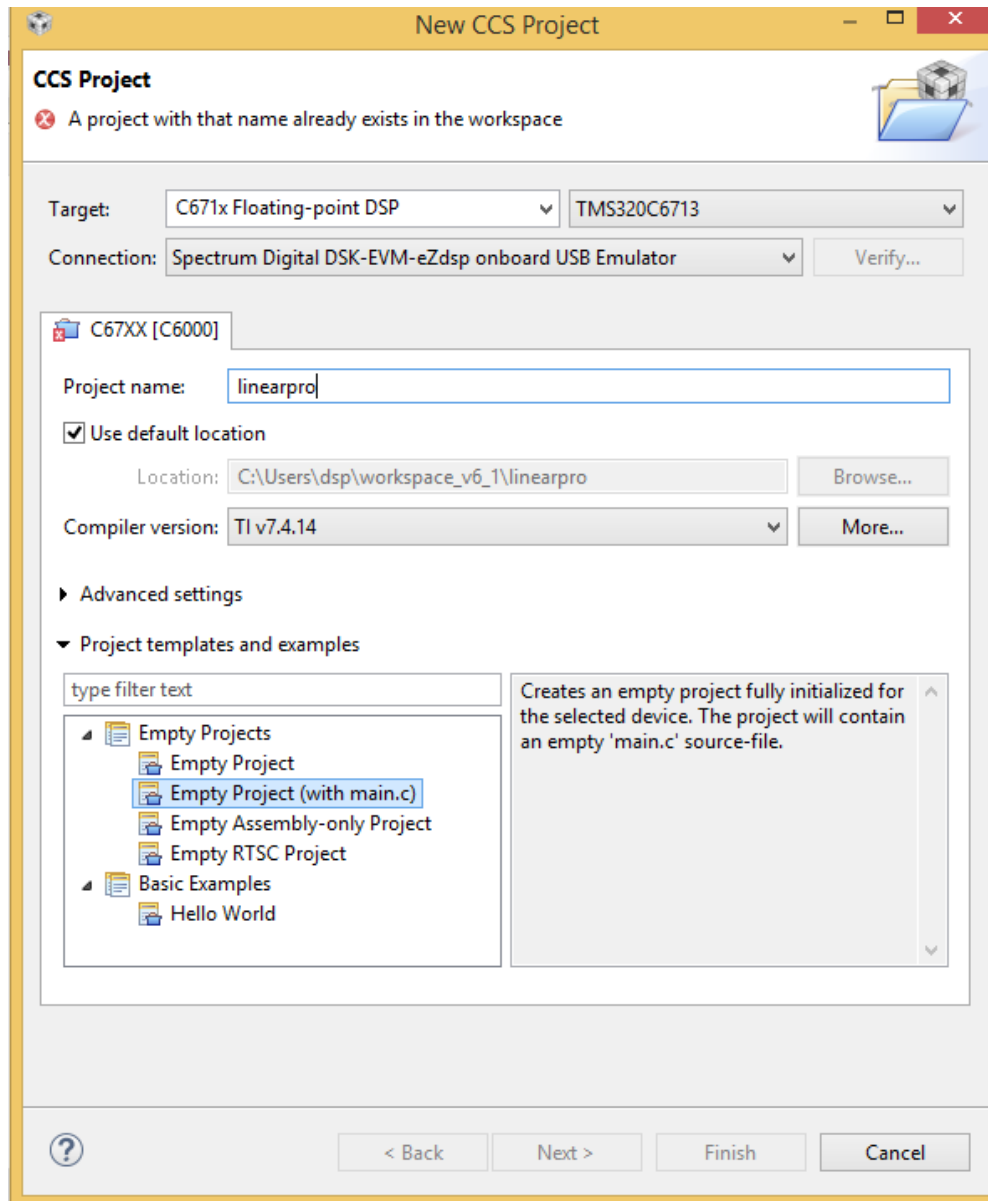 New CCS Project
CCS Project
A project with that name already exists in the workspace
Target: C671x Floating-point DSP TMS320C6713
Connection: Spectrum Digital DSK-EVM-eZdsp onboard USB Emulator Verify...
C67XX [C6000]
Project name: linearpro
Use default location
Location: C:\Users\dsp\workspace_v6_1\linearpro Browse...
Compiler version: TI v7.4.14 More...
Advanced settings
Project templates and examples
type filter text
Empty Projects
Empty Project
Empty Project (with main.c)
Empty Assembly-only Project
Empty RTSC Project
Basic Examples
Hello World
Creates an empty project fully initialized for
the selected device. The project will contain
an empty 'main.c' source-file.
? < Back Next > Finish Cancel